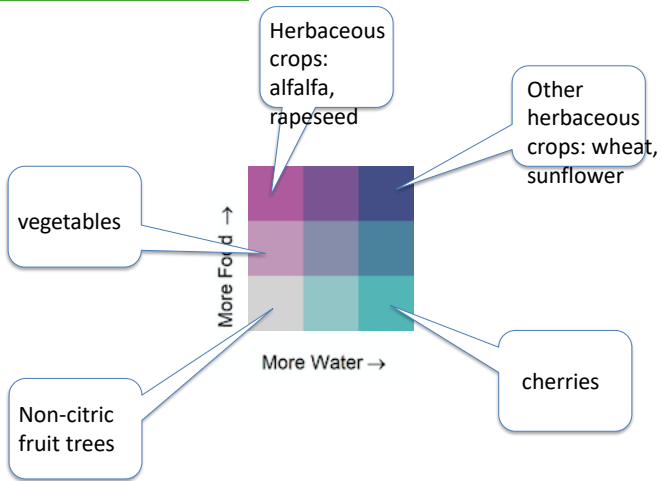 Herbaceous
crops:
alfalfa,
rapeseed
Other
herbaceous
crops: wheat,
sunflower
vegetables
More Food →
More Water →
cherries
Non-citric
fruit trees